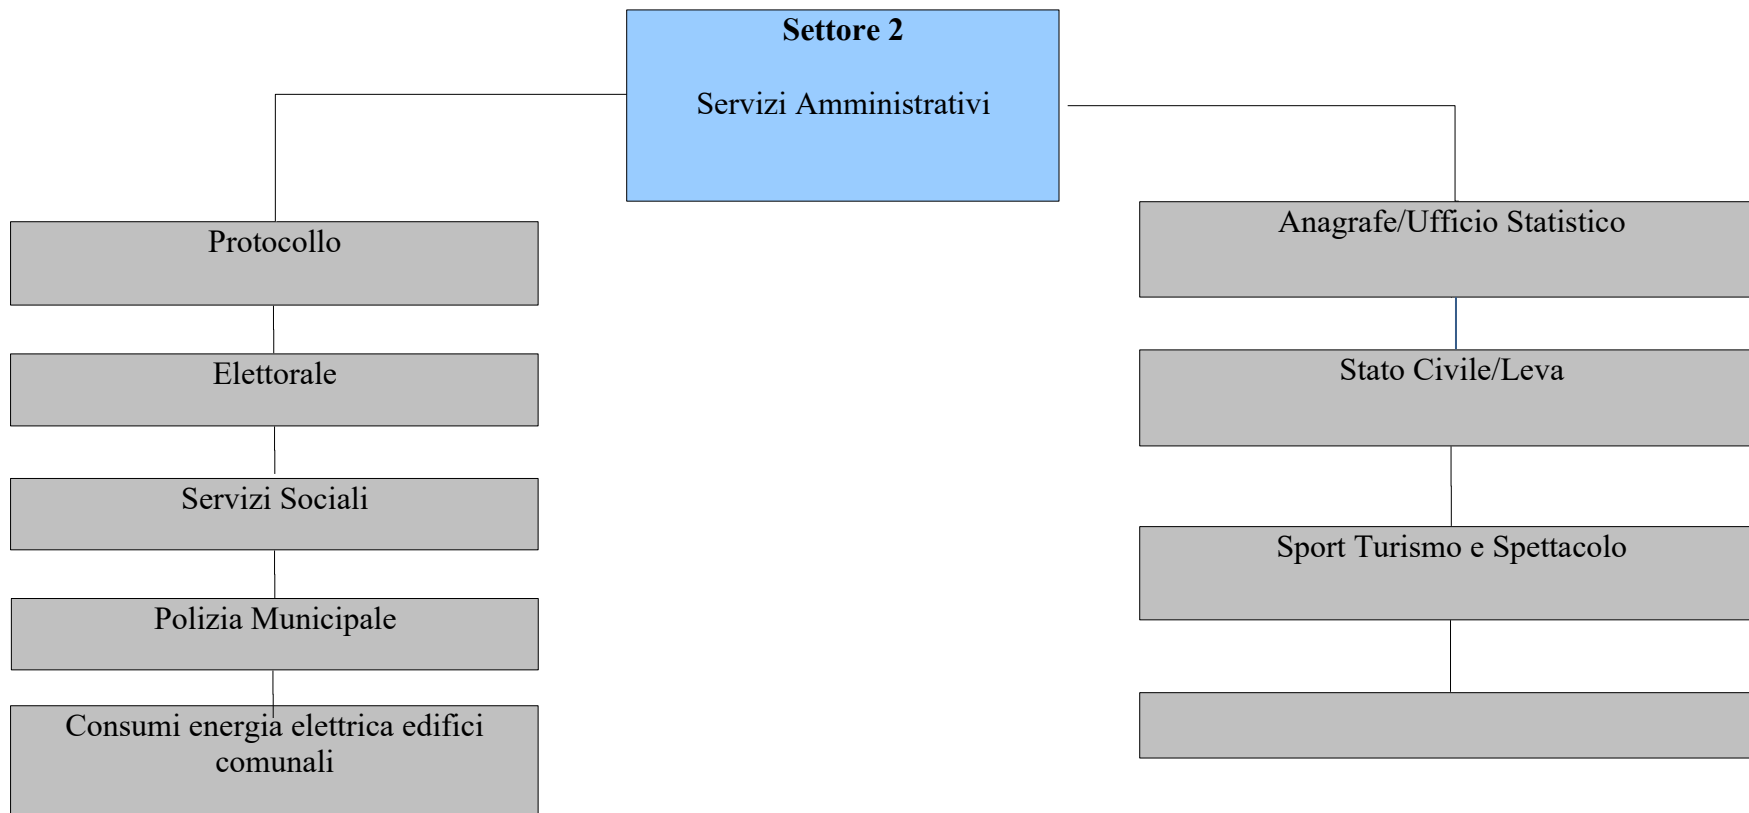 Settore 2
Servizi Amministrativi
Protocollo
Elettorale
Servizi Sociali
Polizia Municipale
Consumi energia elettrica edifici
comunali
Anagrafe/Ufficio Statistico
Stato Civile/Leva
Sport Turismo e Spettacolo